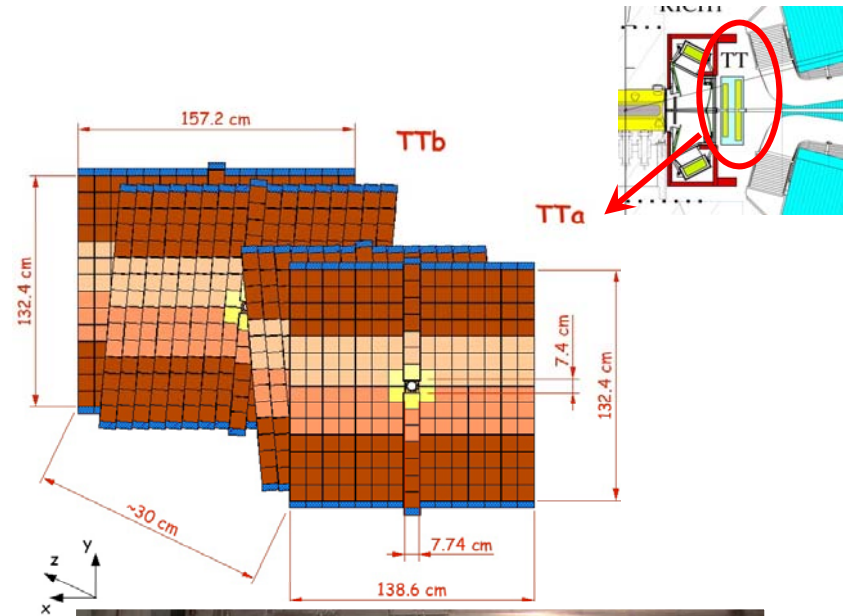 RICH1
TT
157.2 cm
TTb
TTa
132.4 cm
7.4 cm
132.4 cm
~30 cm
7.74 cm
138.6 cm
y
z
x